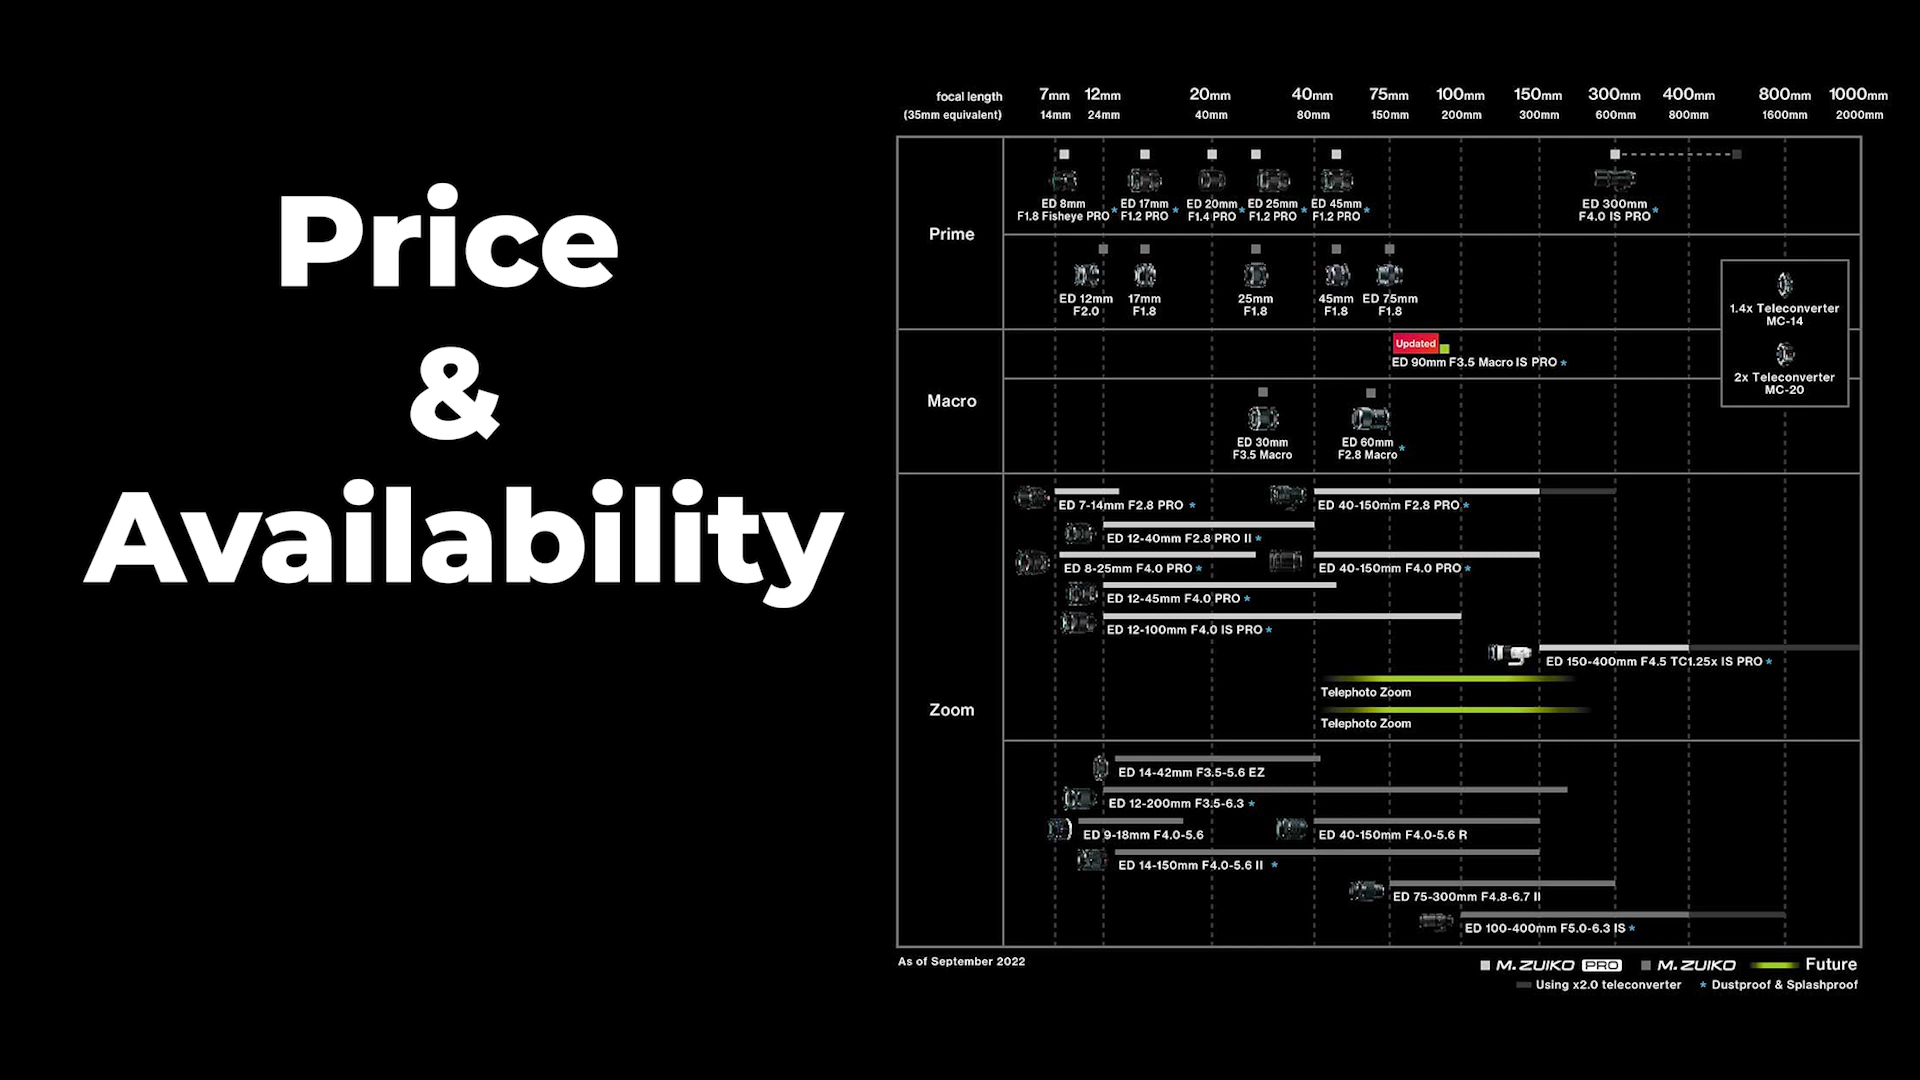 Price
&
Availability
focal length 7mm 12mm 20mm 40mm 75mm 100mm 150mm 300mm 400mm 800mm 1000mm
(35mm equivalent) 14mm 24mm 40mm 80mm 150mm 200mm 300mm 600mm 800mm 1600mm 2000mm
Prime
ED 8mm
F1.8 Fisheye PRO *
ED 17mm
F1.2 PRO *
ED 20mm
F1.4 PRO *
ED 25mm
F1.2 PRO *
ED 45mm
F1.2 PRO *
ED 300mm
F4.0 IS PRO *
ED 12mm
F2.0
17mm
F1.8
25mm
F1.8
45mm
F1.8
ED 75mm
F1.8
1.4x Teleconverter
MC-14
2x Teleconverter
MC-20
Macro
Updated
ED 90mm F3.5 Macro IS PRO *
ED 30mm
F3.5 Macro
ED 60mm
F2.8 Macro *
Zoom
ED 7-14mm F2.8 PRO *
ED 40-150mm F2.8 PRO *
ED 12-40mm F2.8 PRO II *
ED 8-25mm F4.0 PRO *
ED 40-150mm F4.0 PRO *
ED 12-45mm F4.0 PRO *
ED 12-100mm F4.0 IS PRO *
ED 150-400mm F4.5 TC1.25x IS PRO *
Telephoto Zoom
Telephoto Zoom
ED 14-42mm F3.5-5.6 EZ
ED 12-200mm F3.5-6.3 *
ED 9-18mm F4.0-5.6
ED 40-150mm F4.0-5.6 R
ED 14-150mm F4.0-5.6 II *
ED 75-300mm F4.8-6.7 II
ED 100-400mm F5.0-6.3 IS *
As of September 2022
M.ZUIKO PRO M.ZUIKO Future
Using x2.0 teleconverter * Dustproof & Splashproof